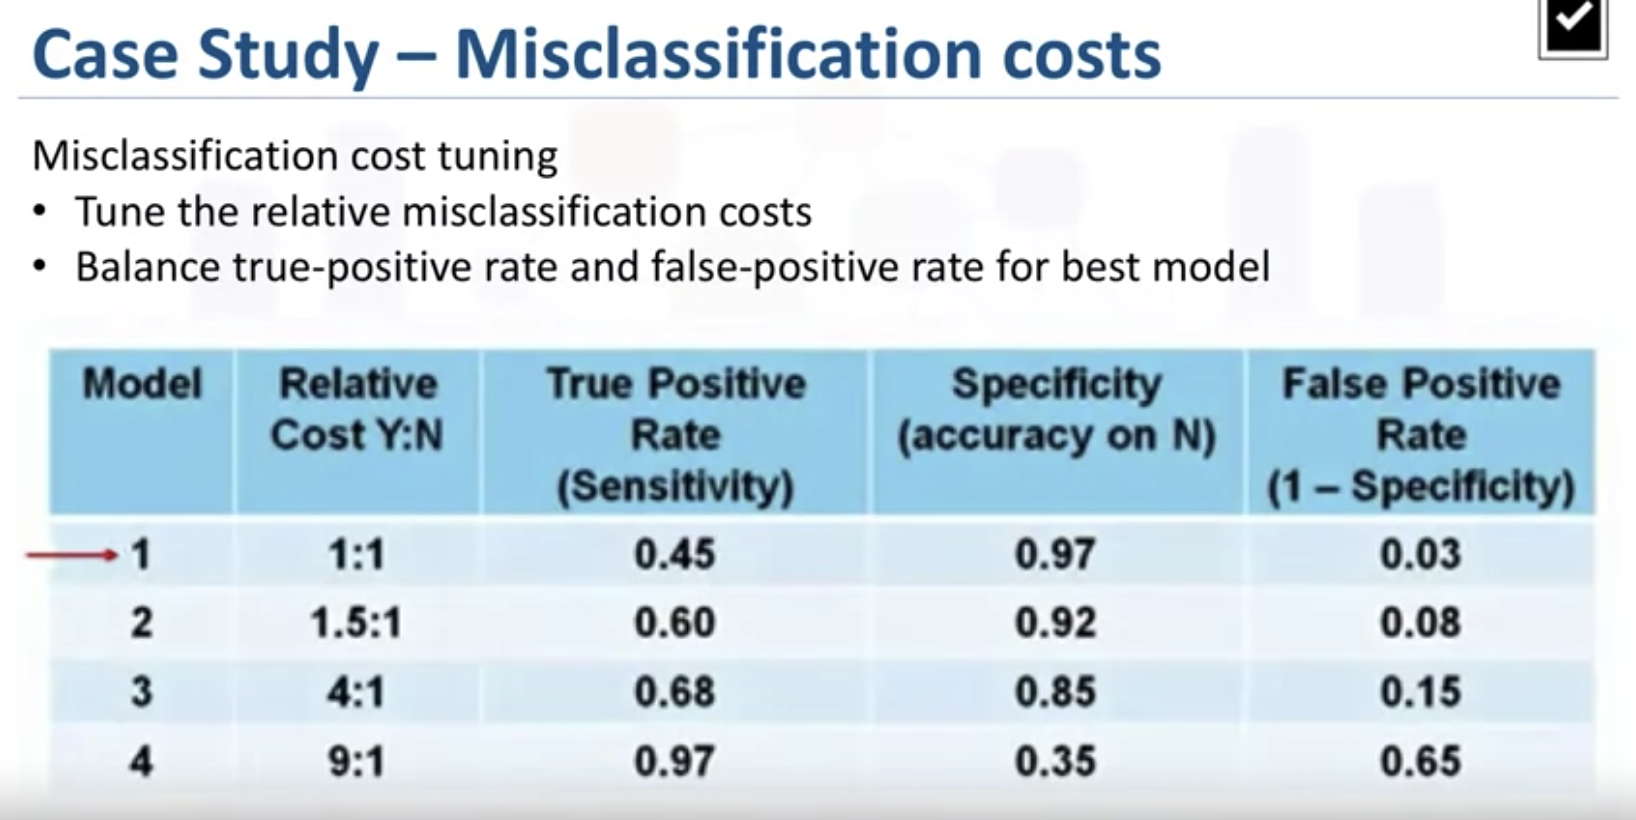 Case Study – Misclassification costs
Misclassification cost tuning
• Tune the relative misclassification costs
• Balance true-positive rate and false-positive rate for best model
Model Relative True Positive Specificity False Positive
Cost Y:N Rate (accuracy on N) Rate
(Sensitivity) (1 – Specificity)
1 1:1 0.45 0.97 0.03
2 1.5:1 0.60 0.92 0.08
3 4:1 0.68 0.85 0.15
4 9:1 0.97 0.35 0.65